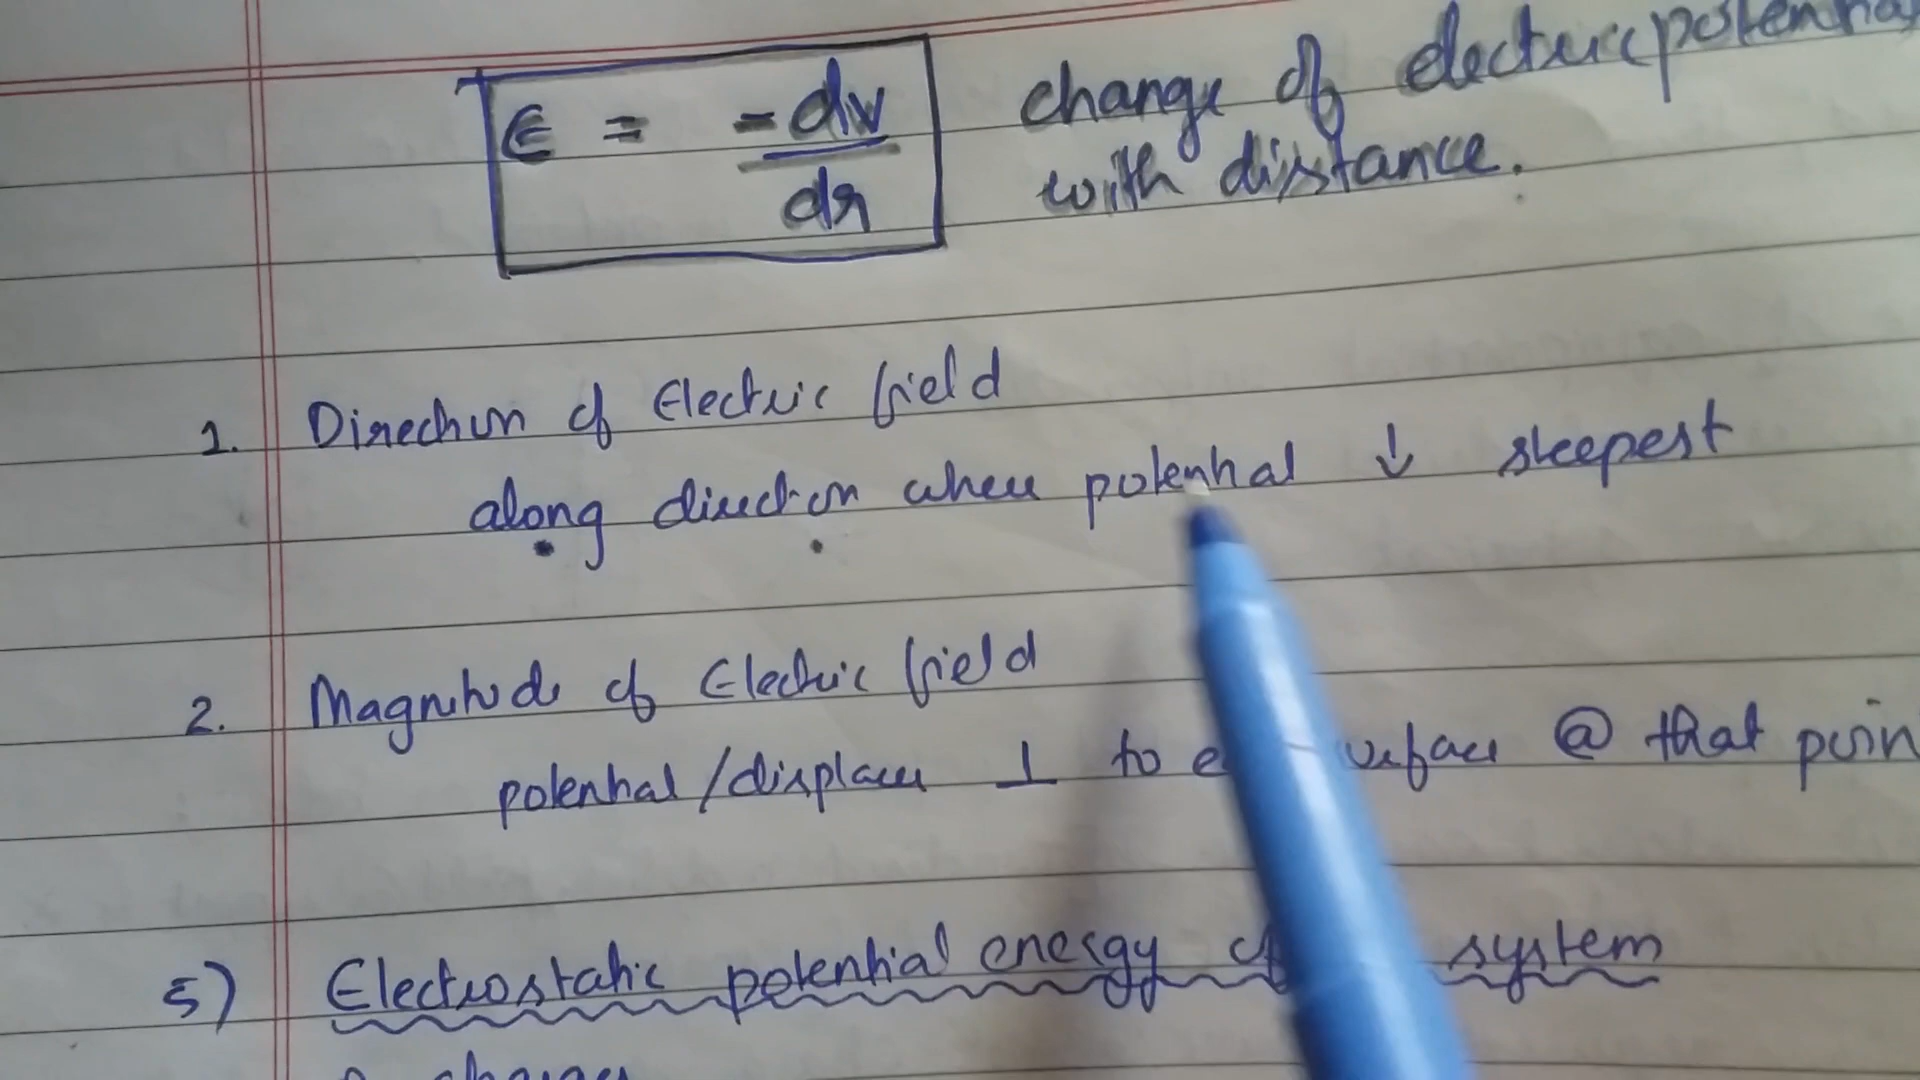 E = -dv/dr change of electric potential
with distance.
1. Direction of Electric field
along direction where potential ↓ steepest
2. Magnitude of Electric field
potential/displace ⊥ to surface @ that poin
5) Electrostatic potential energy of system
charges